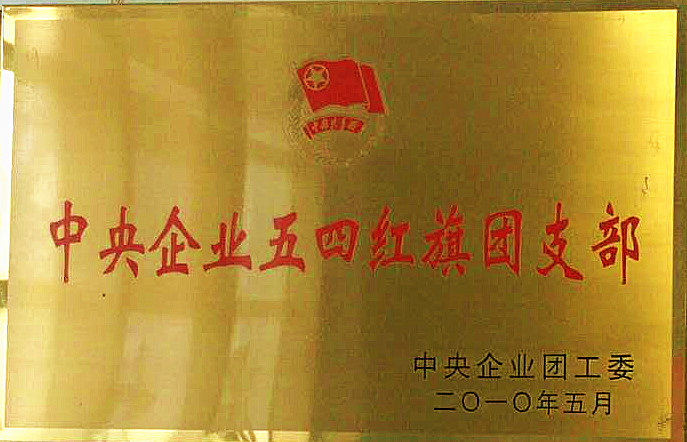 中央企业五四红旗团支部
中央企业团工委
二〇一〇年五月